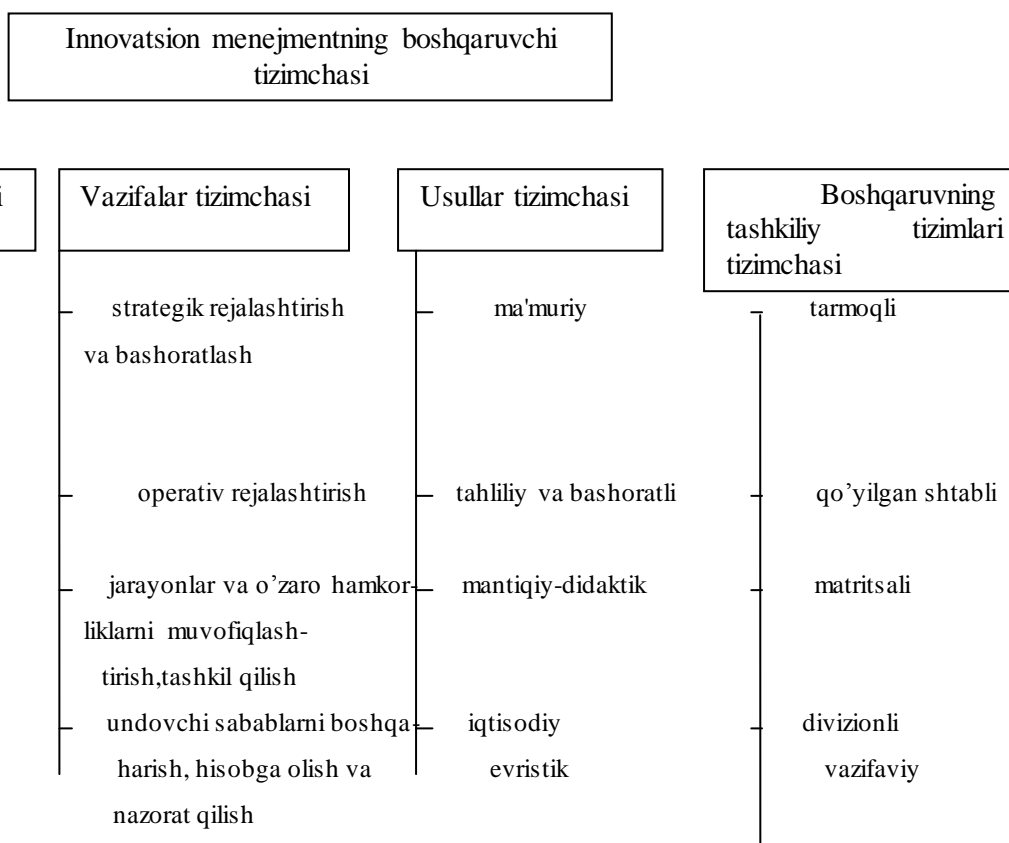 Innovatsion menejmentning boshqaruvchi
tizimchasi
i
Vazifalar tizimchasi
strategik rejalashtirish
va bashoratlash
operativ rejalashtirish
jarayonlar va o’zaro hamkor-
liklarni muvofiqlash-
tirish,tashkil qilish
undovchi sabablarni boshqa-
harish, hisobga olish va
nazorat qilish
Usullar tizimchasi
ma'muriy
tahliliy va bashoratli
mantiqiy-didaktik
iqtisodiy
evristik
Boshqaruvning
tashkiliy tizimlari
tizimchasi
tarmoqli
qo’yilgan shtabli
matritsali
divizionli
vazifaviy